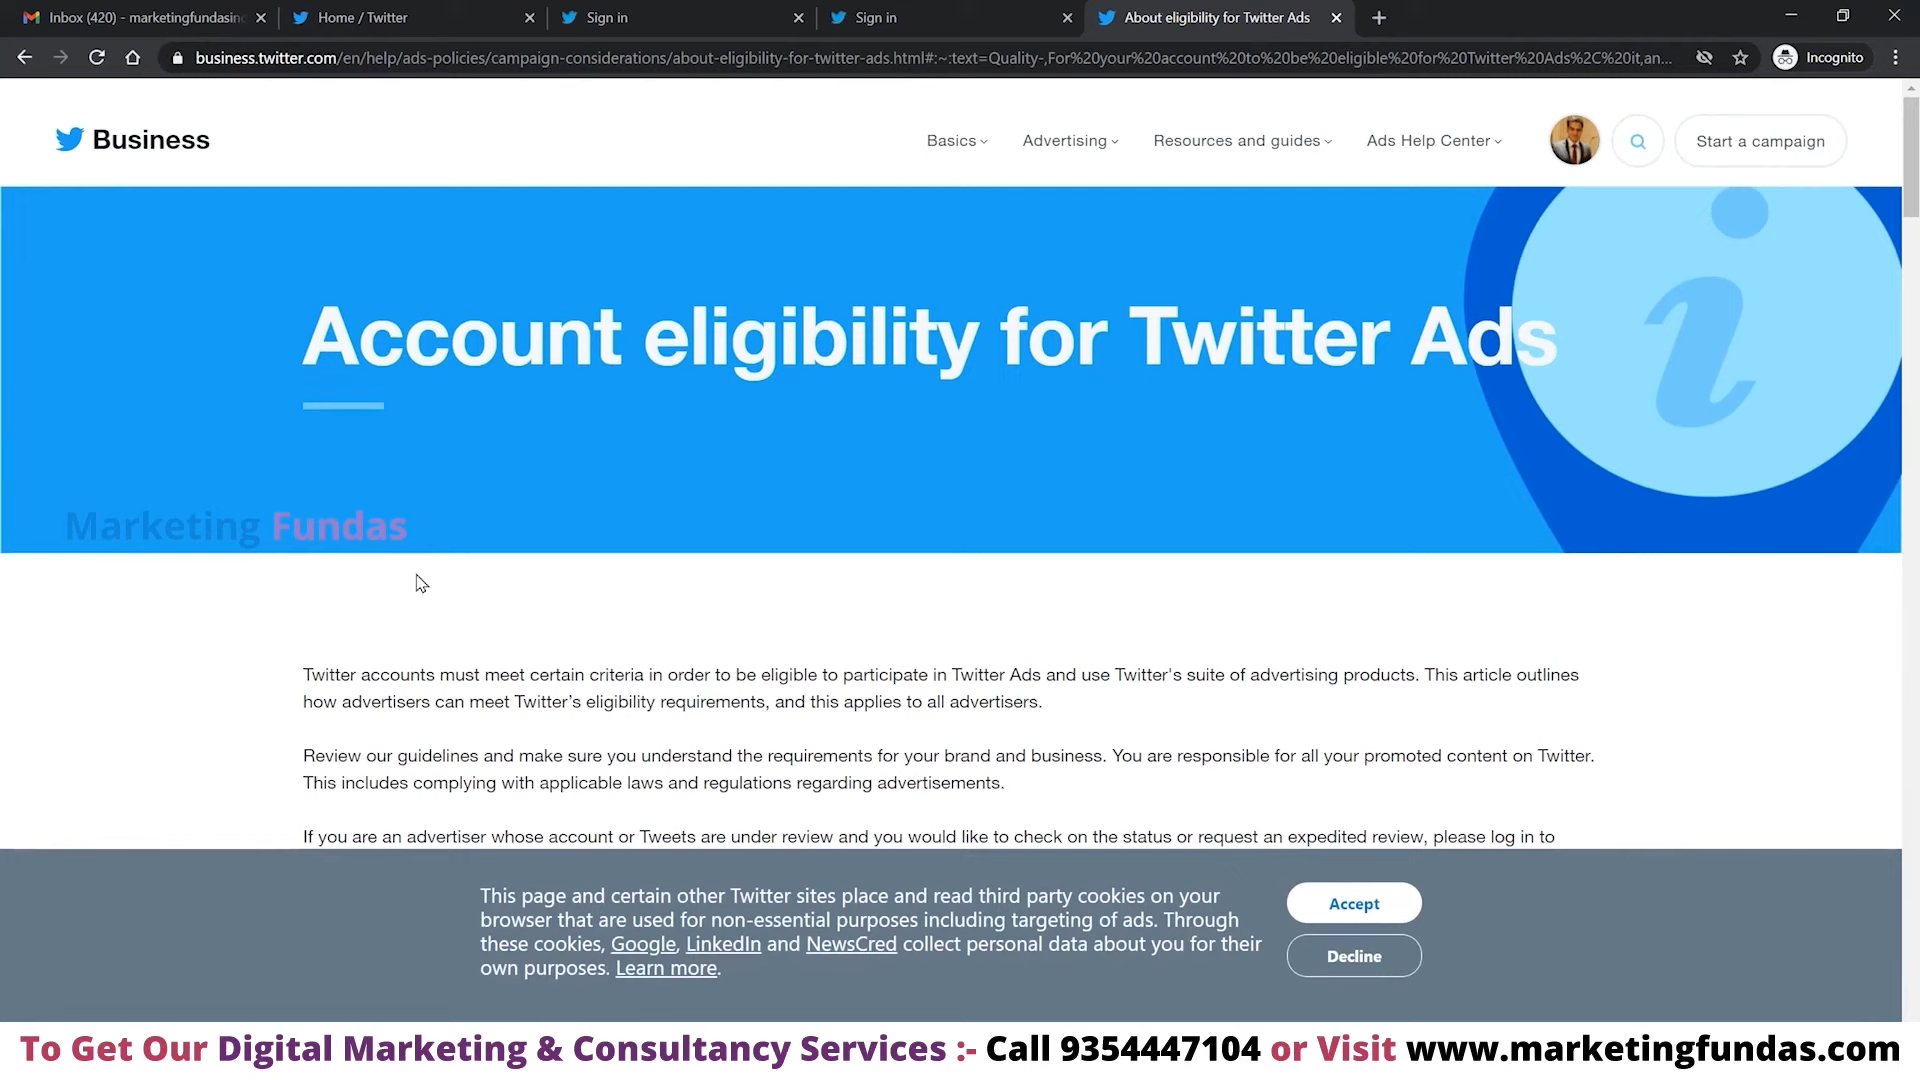 Inbox (420) - marketingfundasin
Home / Twitter
Sign in
Sign in
About eligibility for Twitter Ads
business.twitter.com/en/help/ads-policies/campaign-considerations/about-eligibility-for-twitter-ads.html#:~:text=Quality-,For%20your%20account%20to%20be%20eligible%20for%20Twitter%20Ads%2C%20it,an...
Incognito
Business
Basics
Advertising
Resources and guides
Ads Help Center
Start a campaign
Account eligibility for Twitter Ads
i
Marketing Fundas
Twitter accounts must meet certain criteria in order to be eligible to participate in Twitter Ads and use Twitter's suite of advertising products. This article outlines
how advertisers can meet Twitter’s eligibility requirements, and this applies to all advertisers.
Review our guidelines and make sure you understand the requirements for your brand and business. You are responsible for all your promoted content on Twitter.
This includes complying with applicable laws and regulations regarding advertisements.
If you are an advertiser whose account or Tweets are under review and you would like to check on the status or request an expedited review, please log in to
This page and certain other Twitter sites place and read third party cookies on your
browser that are used for non-essential purposes including targeting of ads. Through
these cookies, Google, LinkedIn and NewsCred collect personal data about you for their
own purposes. Learn more.
Accept
Decline
To Get Our Digital Marketing & Consultancy Services :- Call 9354447104 or Visit www.marketingfundas.com